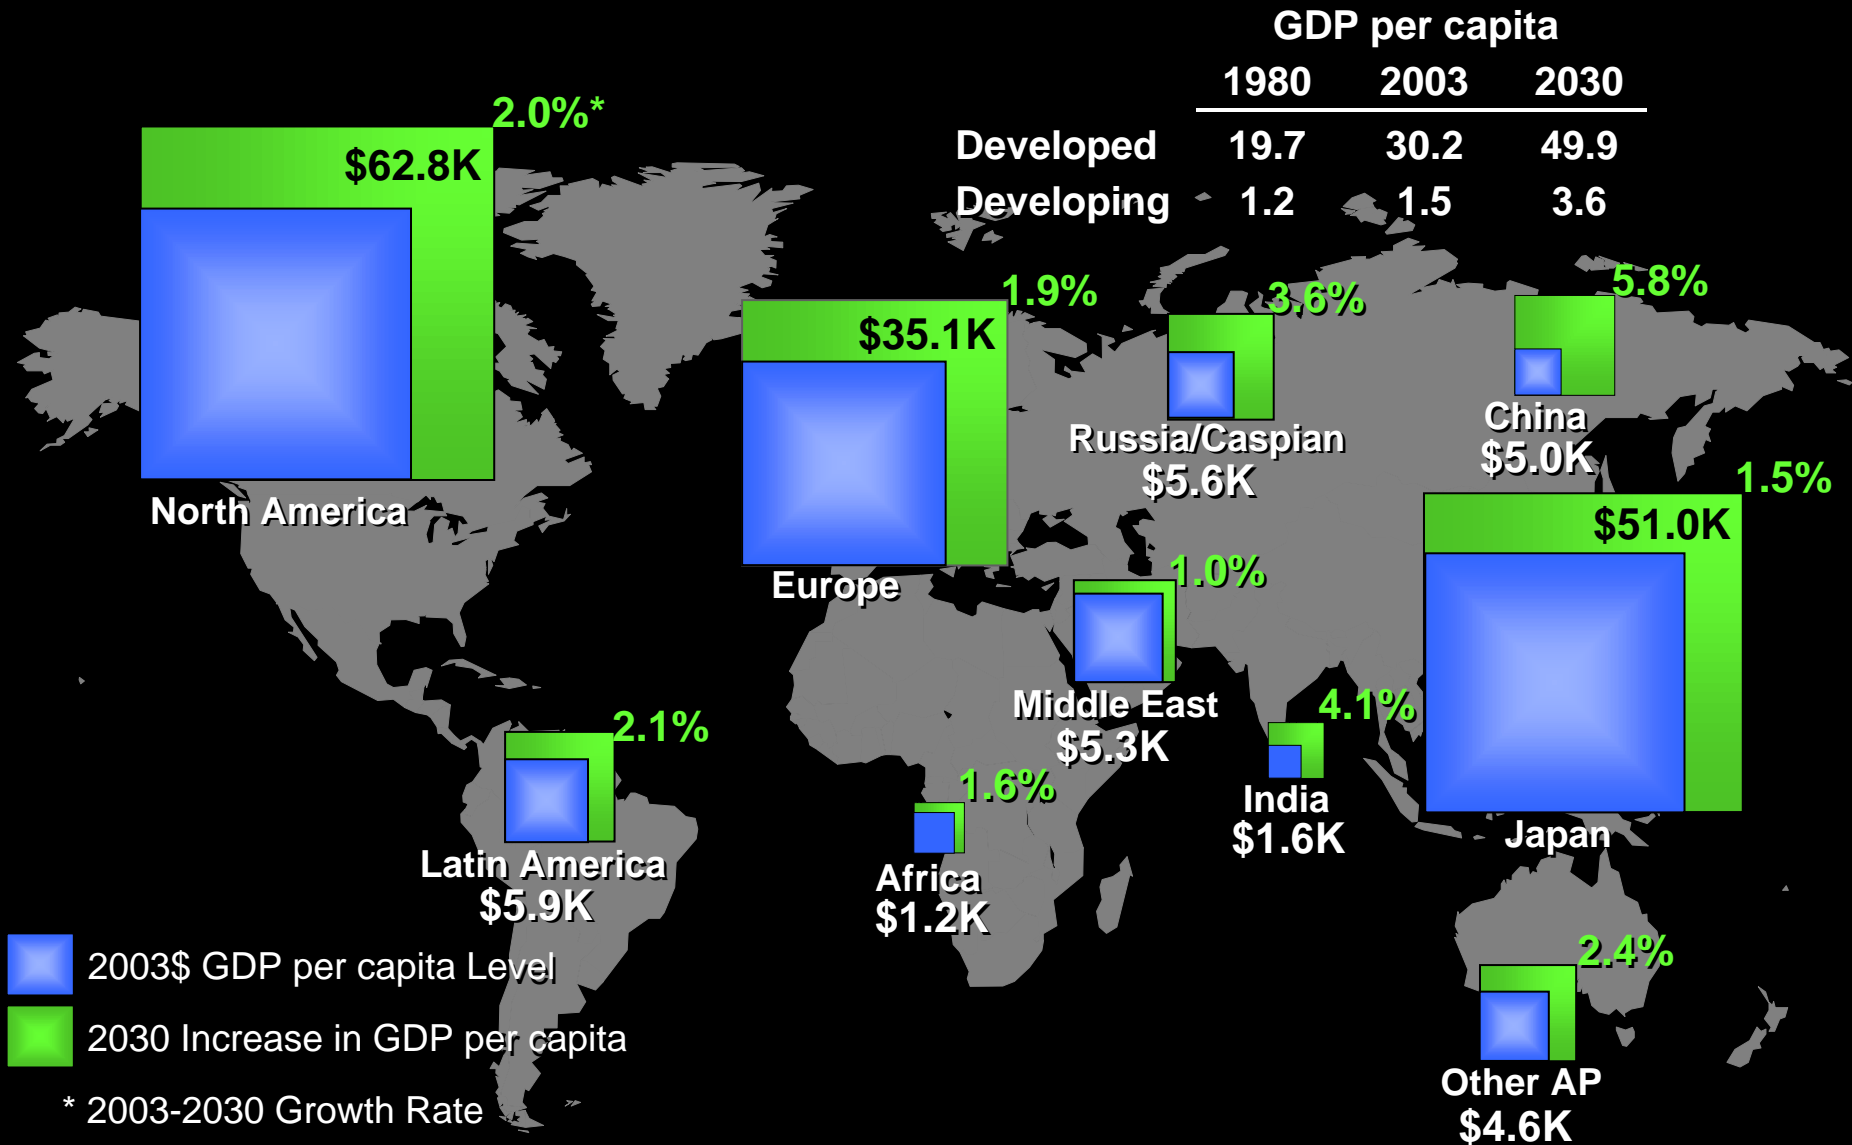 GDP per capita
1980 2003 2030
Developed 19.7 30.2 49.9
Developing 1.2 1.5 3.6
2.0%*
$62.8K
North America
1.9%
$35.1K
Europe
3.6%
Russia/Caspian
$5.6K
5.8%
China
$5.0K
1.5%
$51.0K
Japan
1.0%
Middle East
$5.3K
4.1%
India
$1.6K
2.1%
Latin America
$5.9K
1.6%
Africa
$1.2K
2.4%
Other AP
$4.6K
2003$ GDP per capita Level
2030 Increase in GDP per capita
* 2003-2030 Growth Rate